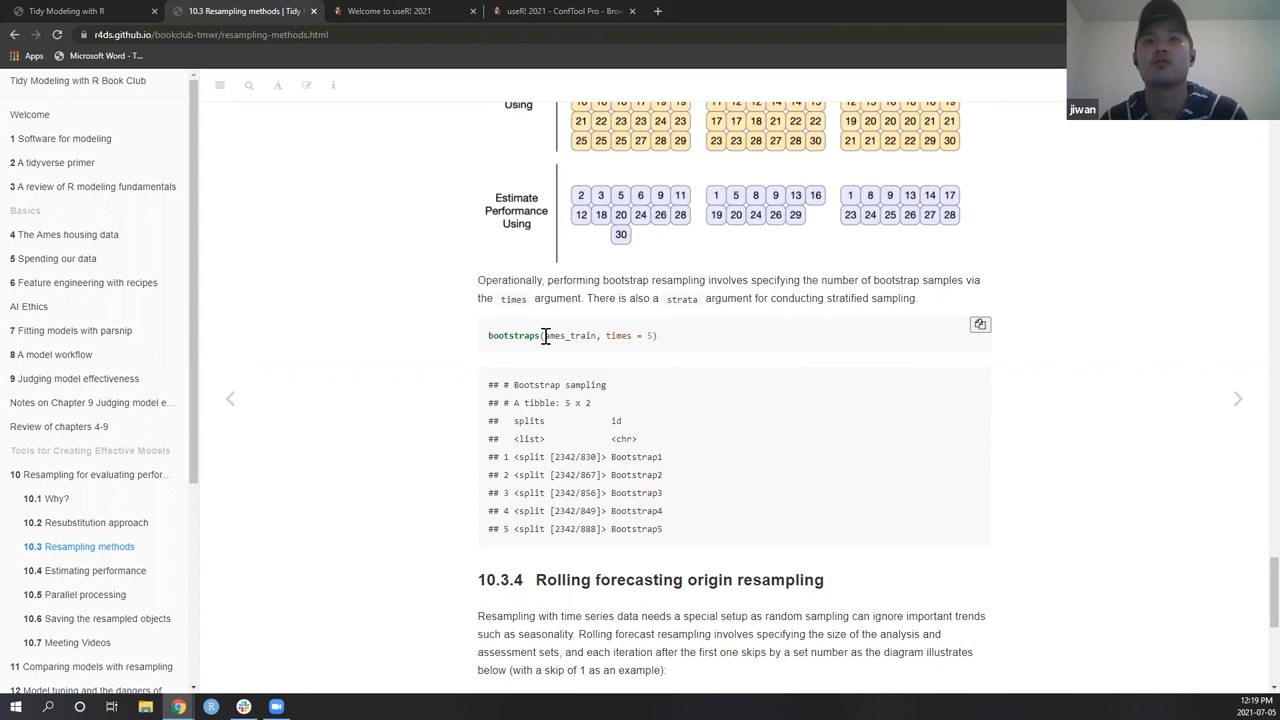 Tidy Modeling with R
10.3 Resampling methods | Tidy
Welcome to useR! 2021
useR! 2021 - ConfTool Pro - Brow
r4ds.github.io/bookclub-tmwr/resampling-methods.html
Apps
Microsoft Word - T...
jiwan
Tidy Modeling with R Book Club
Welcome
1 Software for modeling
2 A tidyverse primer
3 A review of R modeling fundamentals
Basics
4 The Ames housing data
5 Spending our data
6 Feature engineering with recipes
AI Ethics
7 Fitting models with parsnip
8 A model workflow
9 Judging model effectiveness
Notes on Chapter 9 Judging model e...
Review of chapters 4-9
Tools for Creating Effective Models
10 Resampling for evaluating perfor...
10.1 Why?
10.2 Resubstitution approach
10.3 Resampling methods
10.4 Estimating performance
10.5 Parallel processing
10.6 Saving the resampled objects
10.7 Meeting Videos
11 Comparing models with resampling
12 Model tuning and the dangers of
Using
21 22 22 23 24 23 17 17 18 21 22 22 19 20 20 20 21 21
25 25 25 26 28 29 23 23 28 27 28 30 21 21 22 22 29 30
Estimate
Performance
Using
2 3 5 6 9 11 1 5 8 9 13 16 1 8 9 13 14 17
12 18 20 24 26 28 19 20 24 26 29 23 24 25 26 27 28
30
Operationally, performing bootstrap resampling involves specifying the number of bootstrap samples via
the times argument. There is also a strata argument for conducting stratified sampling.
bootstraps(ames_train, times = 5)
## # Bootstrap sampling
## # A tibble: 5 x 2
## splits id
## <list> <chr>
## 1 <split [2342/830]> Bootstrap1
## 2 <split [2342/867]> Bootstrap2
## 3 <split [2342/856]> Bootstrap3
## 4 <split [2342/849]> Bootstrap4
## 5 <split [2342/888]> Bootstrap5
10.3.4 Rolling forecasting origin resampling
Resampling with time series data needs a special setup as random sampling can ignore important trends
such as seasonality. Rolling forecast resampling involves specifying the size of the analysis and
assessment sets, and each iteration after the first one skips by a set number as the diagram illustrates
below (with a skip of 1 as an example):
12:19 PM
2021-07-05